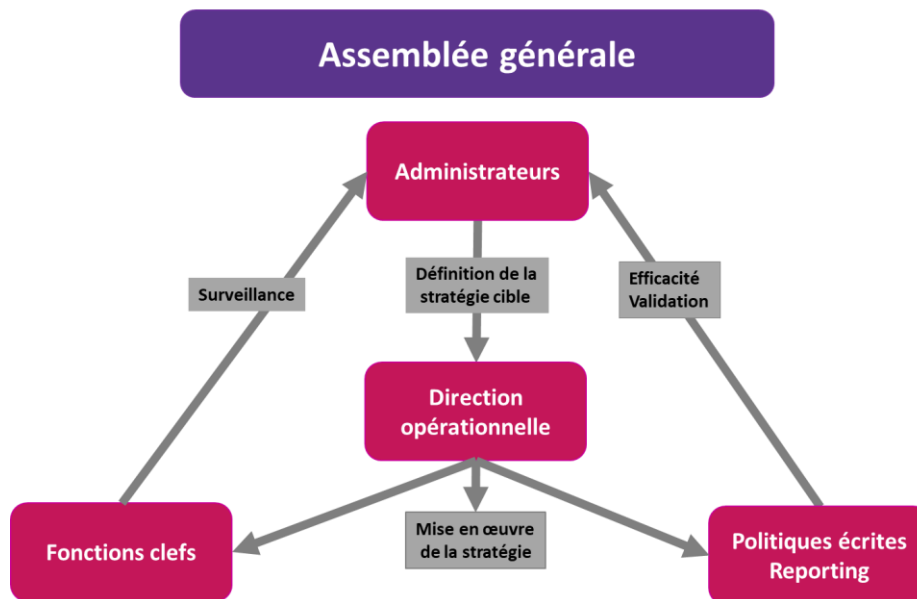 Assemblée générale
Administrateurs
Surveillance
Définition de la
stratégie cible
Efficacité
Validation
Direction
opérationnelle
Fonctions clefs
Mise en œuvre
de la stratégie
Politiques écrites
Reporting